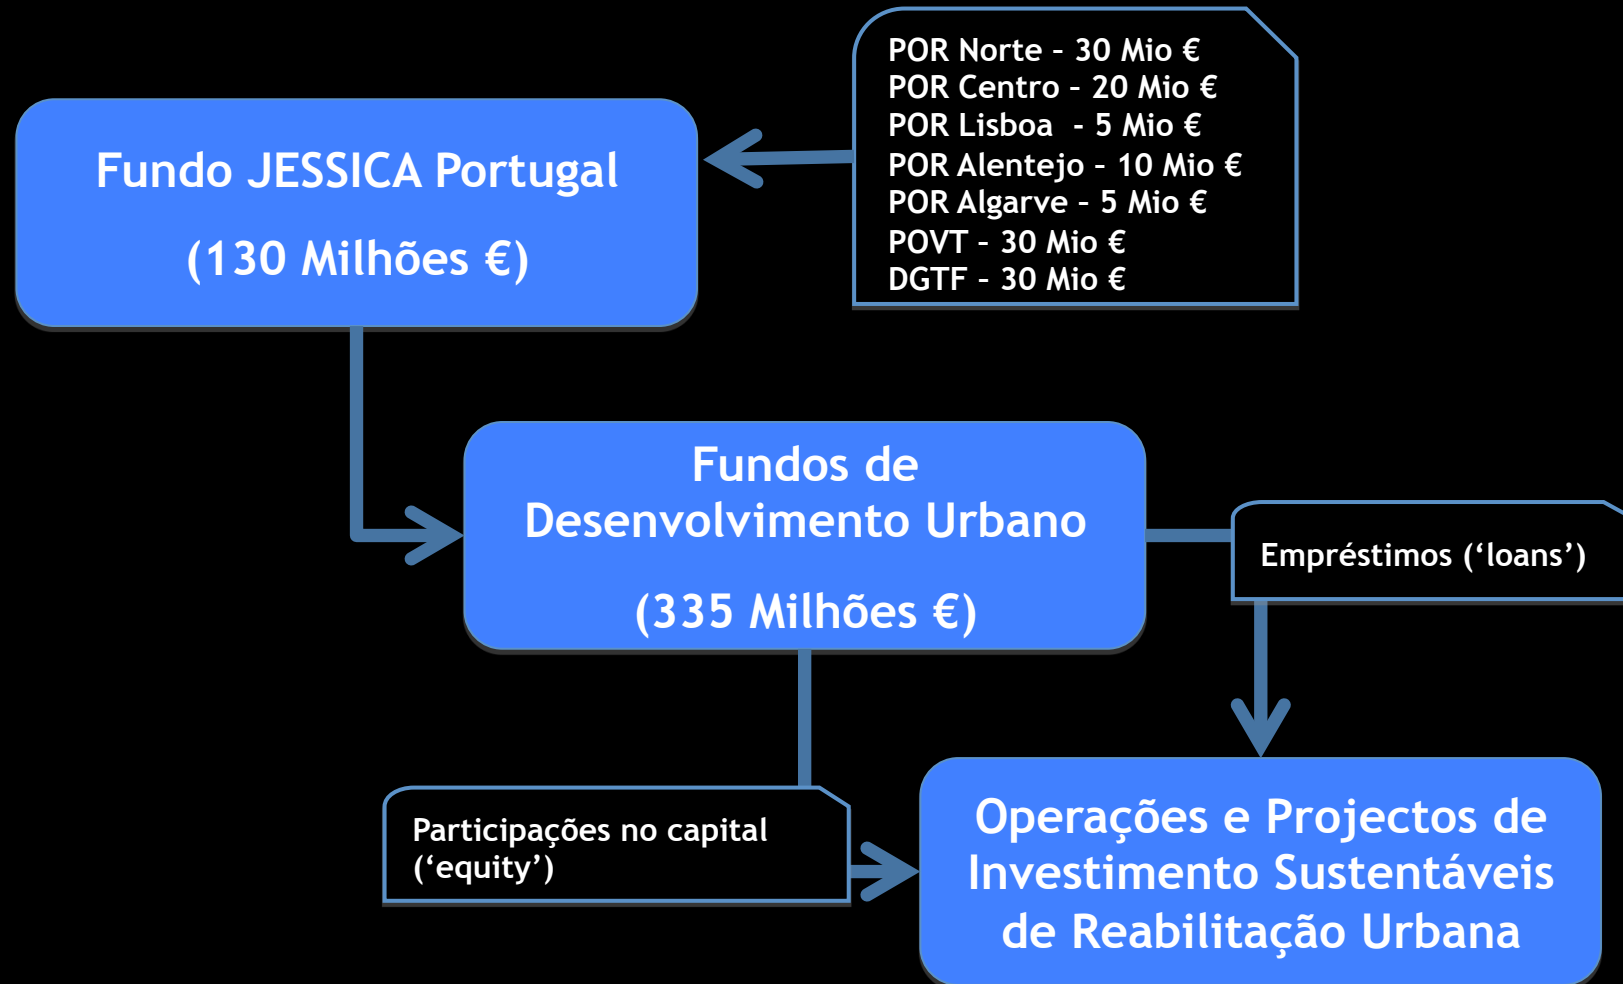 Fundo JESSICA Portugal
(130 Milhões €)
POR Norte – 30 Mio €
POR Centro – 20 Mio €
POR Lisboa  - 5 Mio €
POR Alentejo – 10 Mio €
POR Algarve – 5 Mio €
POVT – 30 Mio €
DGTF – 30 Mio €
Fundos de
Desenvolvimento Urbano
(335 Milhões €)
Empréstimos (‘loans’)
Participações no capital
(‘equity’)
Operações e Projectos de
Investimento Sustentáveis
de Reabilitação Urbana